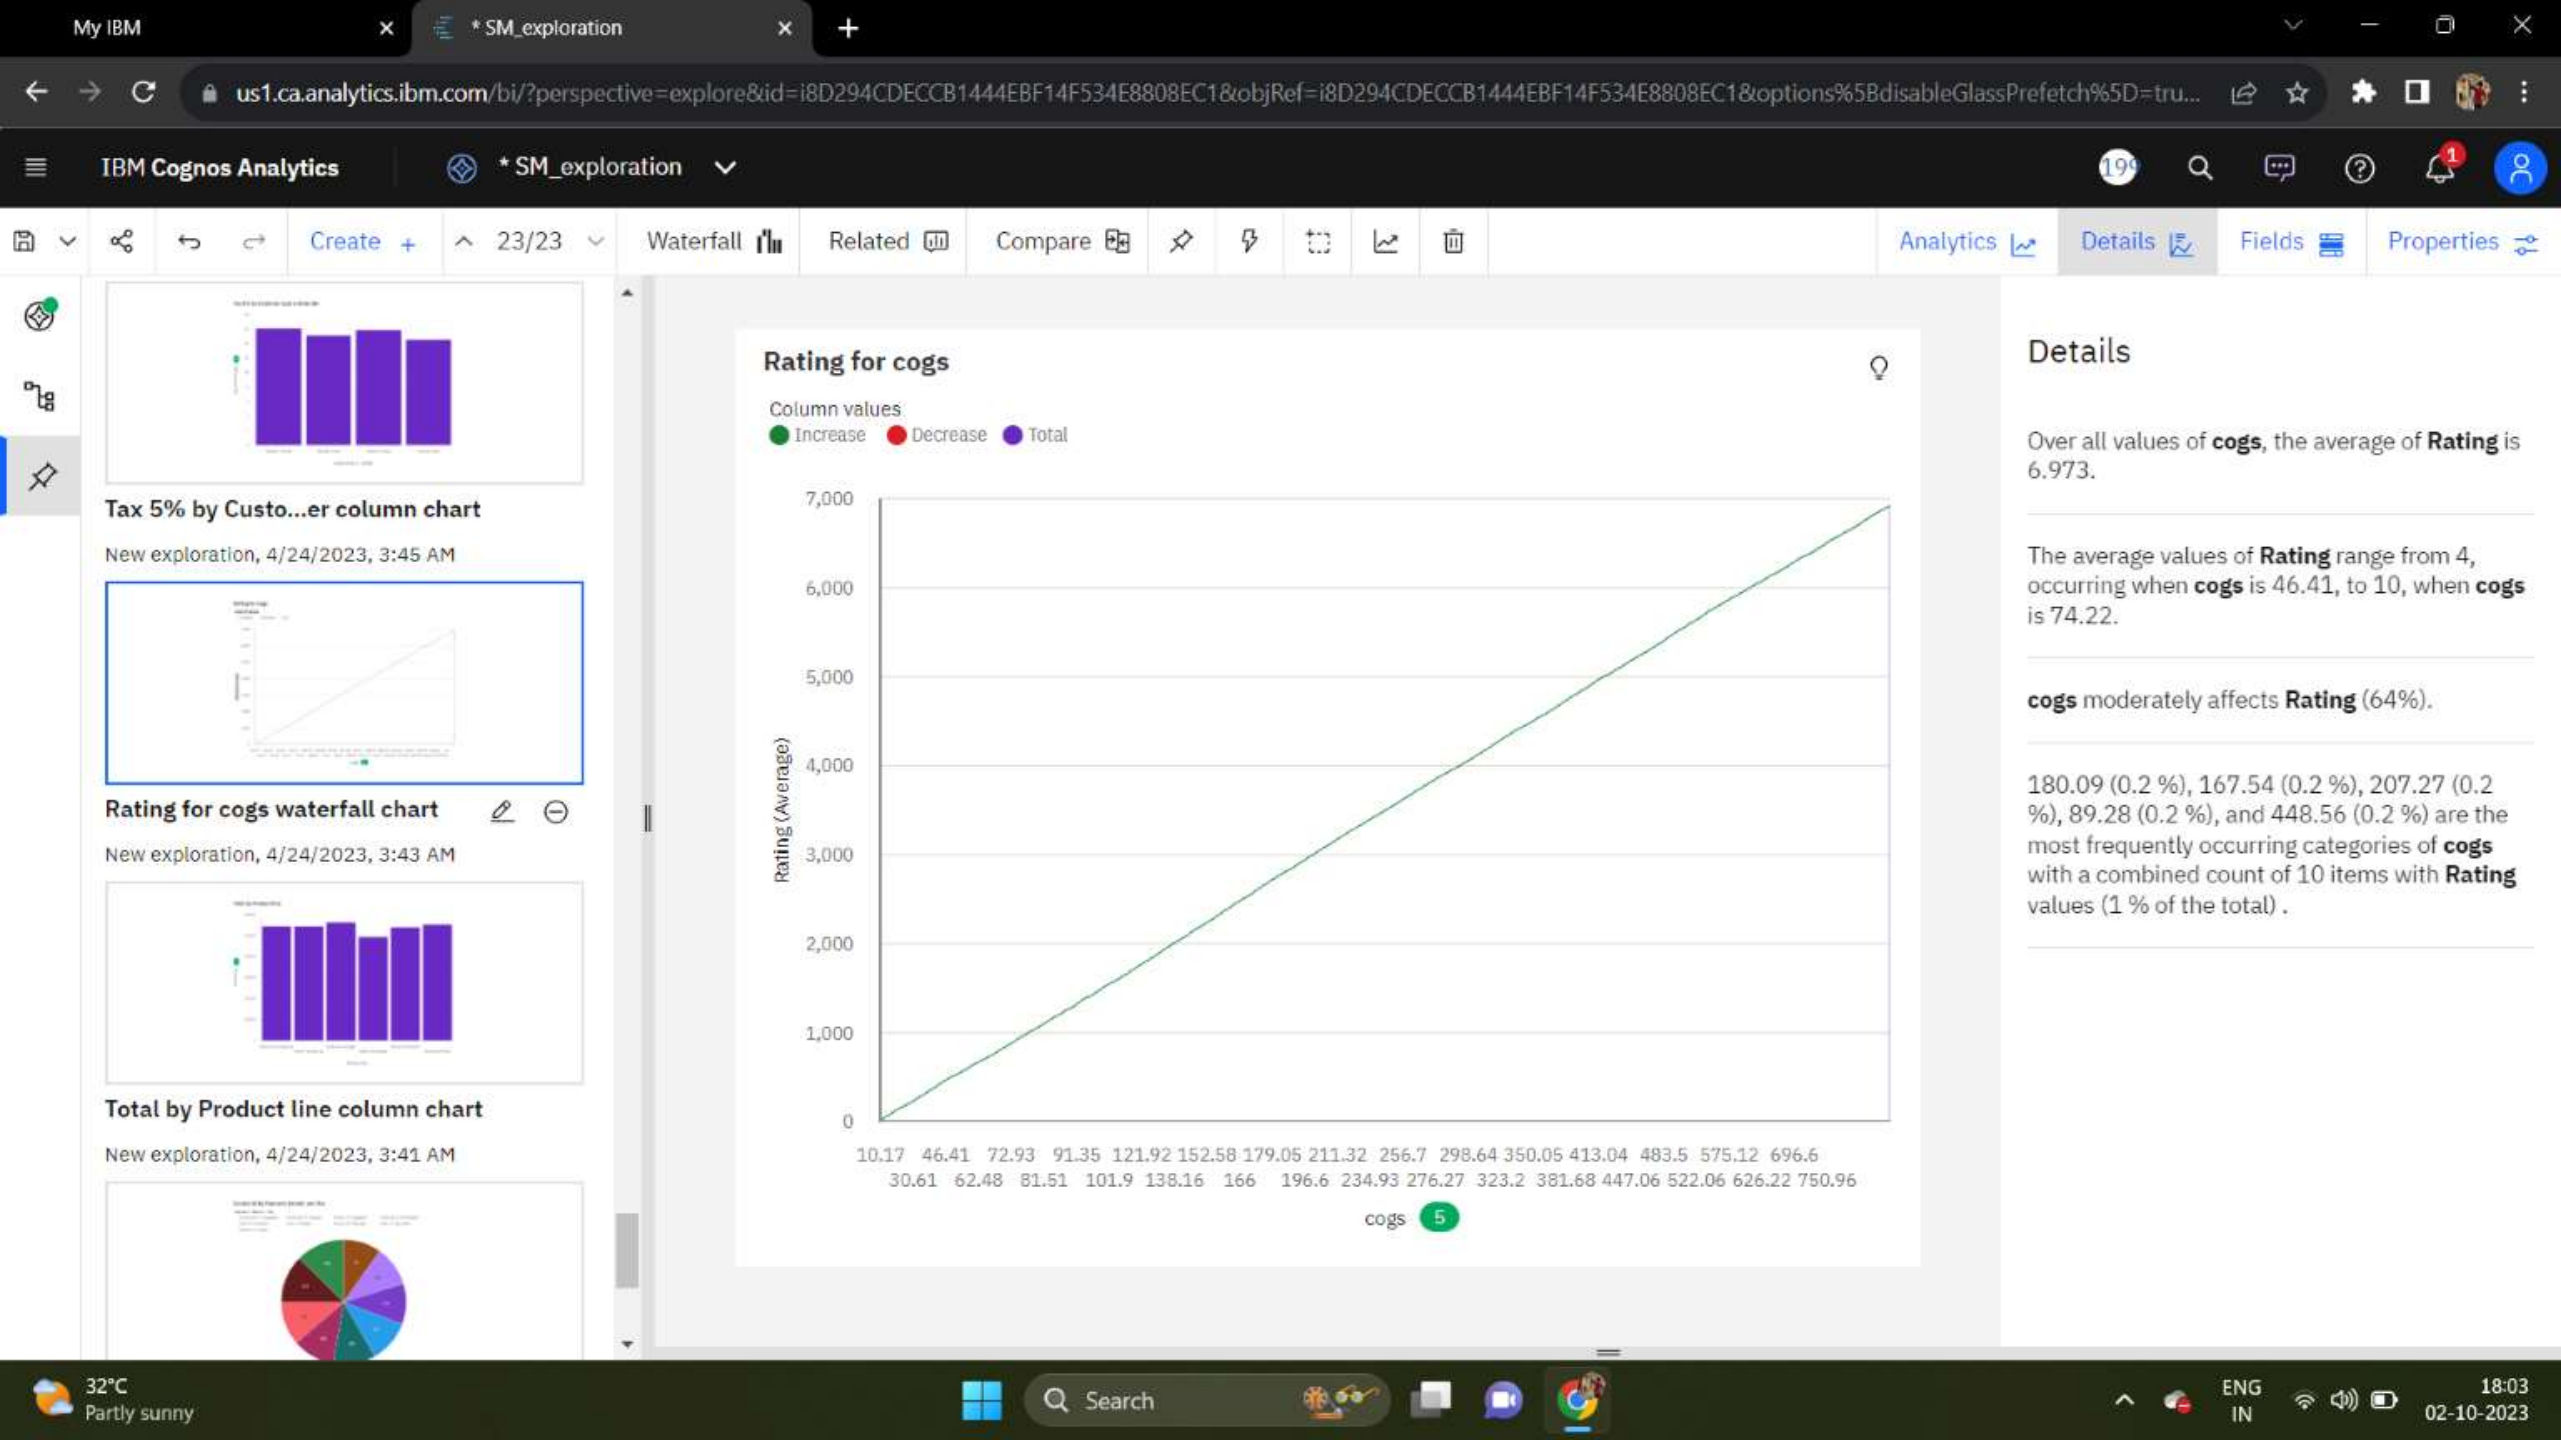 My IBM
* SM_exploration
us1.ca.analytics.ibm.com/bi/?perspective=explore&id=i8D294CDECCB1444EBF14F534E8808EC1&objRef=i8D294CDECCB1444EBF14F534E8808EC1&options%5BdisableGlassPrefetch%5D=tru...
IBM Cognos Analytics
* SM_exploration
199
1
Create +
23/23
Waterfall
Related
Compare
Analytics
Details
Fields
Properties
Tax 5% by Custo...er column chart
New exploration, 4/24/2023, 3:45 AM
Rating for cogs waterfall chart
New exploration, 4/24/2023, 3:43 AM
Total by Product line column chart
New exploration, 4/24/2023, 3:41 AM
Rating for cogs
Column values
Increase Decrease Total
Rating (Average)
7,000
6,000
5,000
4,000
3,000
2,000
1,000
0
10.17 46.41 72.93 91.35 121.92 152.58 179.05 211.32 256.7 298.64 350.05 413.04 483.5 575.12 696.6
30.61 62.48 81.51 101.9 138.16 166 196.6 234.93 276.27 323.2 381.68 447.06 522.06 626.22 750.96
cogs 5
Details
Over all values of cogs, the average of Rating is
6.973.
The average values of Rating range from 4,
occurring when cogs is 46.41, to 10, when cogs
is 74.22.
cogs moderately affects Rating (64%).
180.09 (0.2 %), 167.54 (0.2 %), 207.27 (0.2
%), 89.28 (0.2 %), and 448.56 (0.2 %) are the
most frequently occurring categories of cogs
with a combined count of 10 items with Rating
values (1 % of the total) .
32°C
Partly sunny
Search
ENG
IN
18:03
02-10-2023